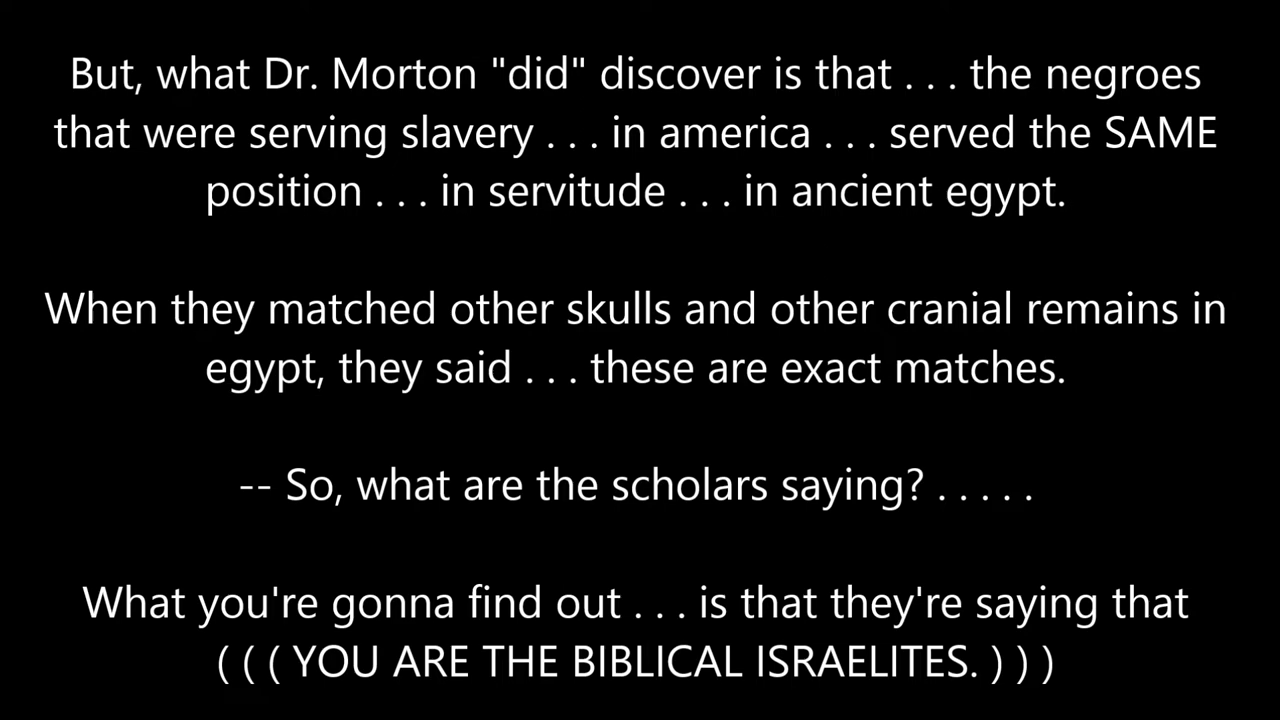 But, what Dr. Morton "did" discover is that . . . the negroes
that were serving slavery . . . in america . . . served the SAME
position . . . in servitude . . . in ancient egypt.
When they matched other skulls and other cranial remains in
egypt, they said . . . these are exact matches.
-- So, what are the scholars saying? . . . . .
What you're gonna find out . . . is that they're saying that
( ( ( YOU ARE THE BIBLICAL ISRAELITES. ) ) )